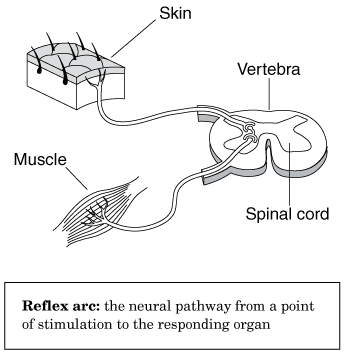 Skin
Vertebra
Muscle
Spinal cord
Reflex arc: the neural pathway from a point
of stimulation to the responding organ